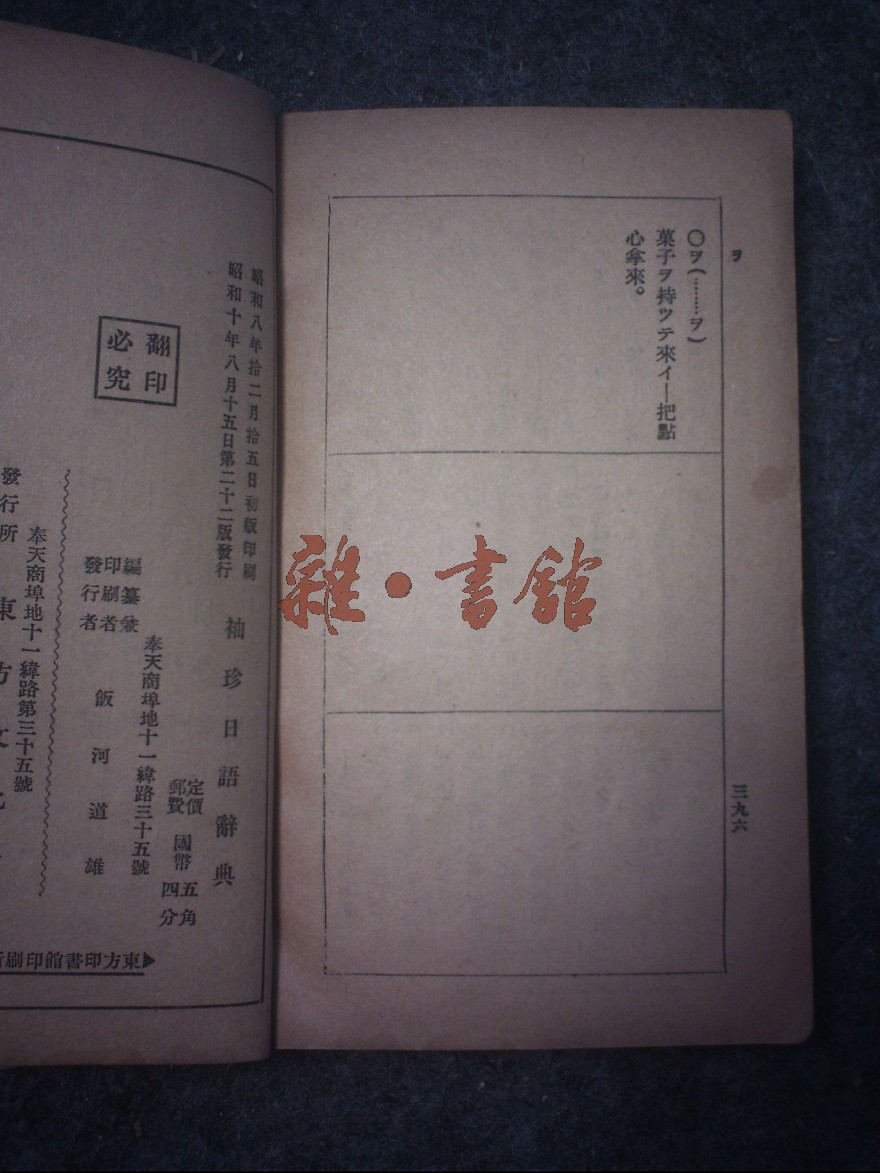 ヲ
〇ヲ(………ヲ)
菓子ヲ持ツテ來イ—把點
心拿來。
三九六
雜·書館
昭和八年拾二月拾五日初版印刷
昭和十年八月十五日第二十二版發行
袖珍日語辭典
定價 國幣 五角
郵費 四分
翻印
必究
奉天商埠地十一緯路三十五號
編纂兼
印刷者
發行者
飯河道雄
奉天商埠地十一緯路第三十五號
發行所 東方
東方印書館印刷